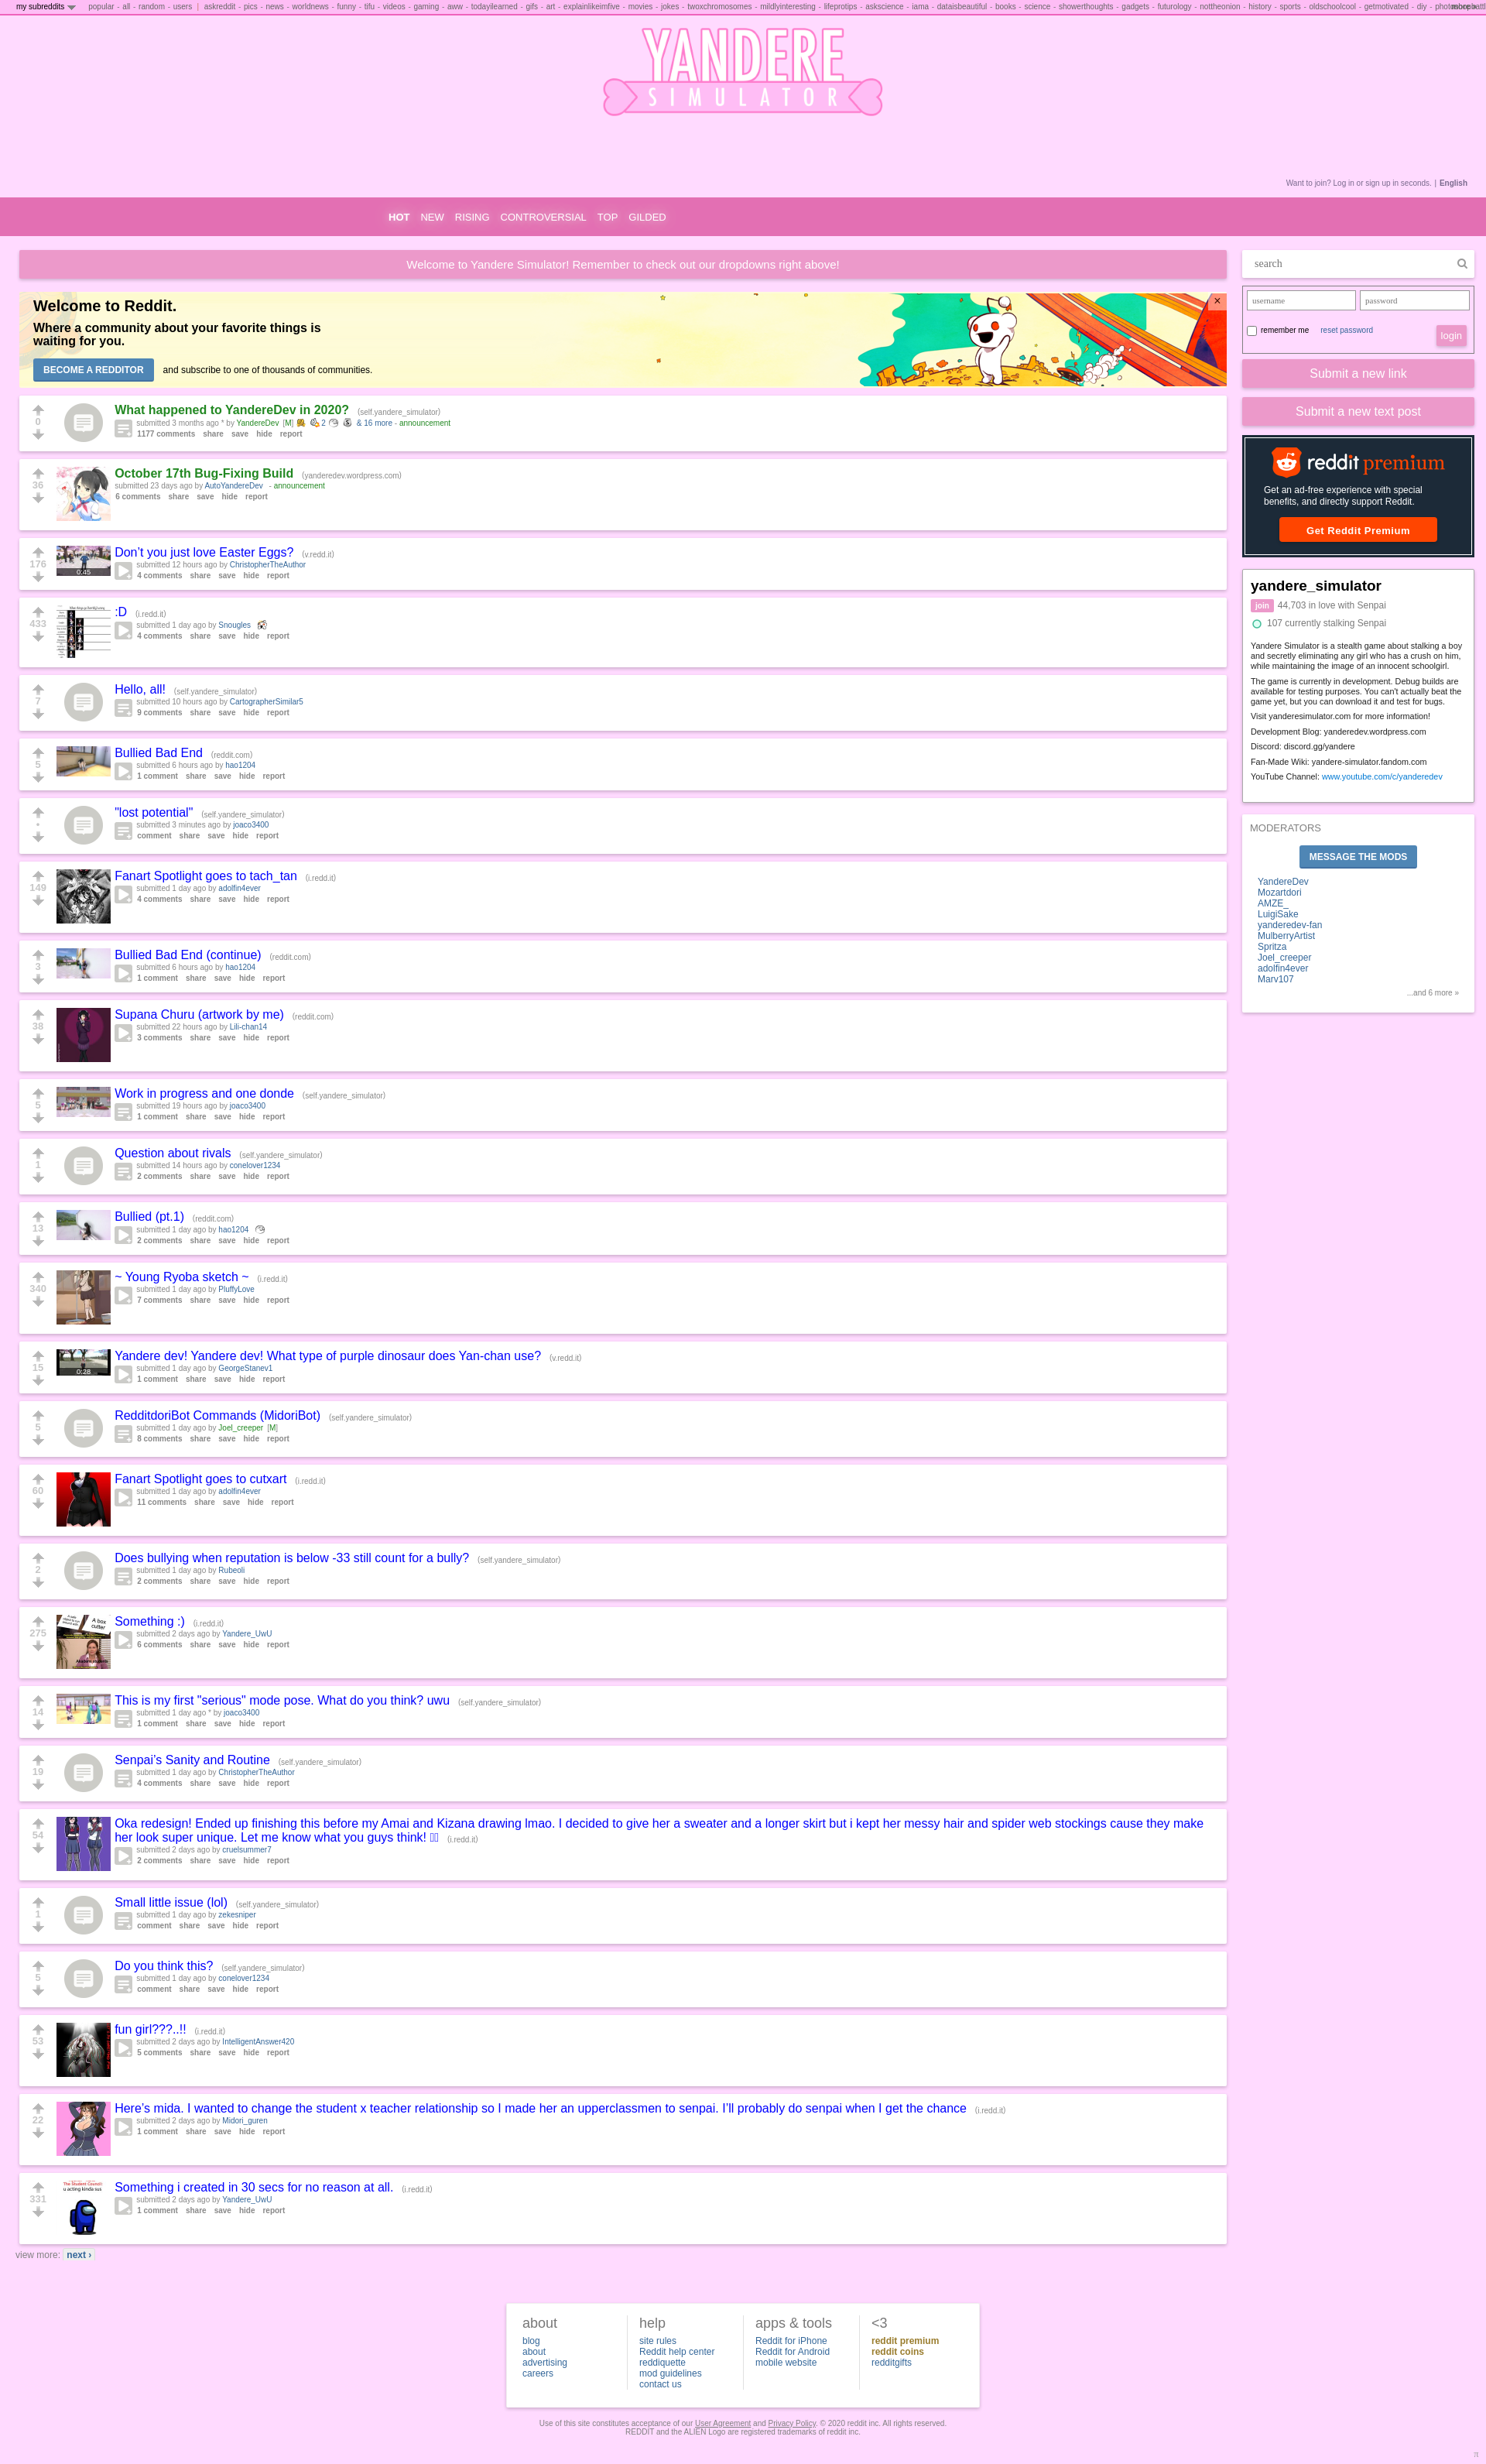 my subreddits popular - all - random - users | askreddit - pics - news - worldnews - funny - tifu - videos - gaming - aww - todayilearned - gifs - art - explainlikeimfive - movies - jokes - twoxchromosomes - mildlyinteresting - lifeprotips - askscience - iama - dataisbeautiful - books - science - showerthoughts - gadgets - futurology - nottheonion - history - sports - oldschoolcool - getmotivated - diy -
YANDERE
SIMULATOR
Want to join? Log in or sign up in seconds. | English
HOT NEW RISING CONTROVERSIAL TOP GILDED
Welcome to Yandere Simulator! Remember to check out our dropdowns right above!
Welcome to Reddit.
Where a community about your favorite things is
waiting for you.
BECOME A REDDITOR and subscribe to one of thousands of communities.
×
0
What happened to YandereDev in 2020? (self.yandere_simulator)
submitted 3 months ago * by YandereDev [M] 2 & 16 more - announcement
1177 comments share save hide report
36
October 17th Bug-Fixing Build (yanderedev.wordpress.com)
submitted 23 days ago by AutoYandereDev - announcement
6 comments share save hide report
176
0:45
Don’t you just love Easter Eggs? (v.redd.it)
submitted 12 hours ago by ChristopherTheAuthor
4 comments share save hide report
433
:D (i.redd.it)
submitted 1 day ago by Snougles
4 comments share save hide report
7
Hello, all! (self.yandere_simulator)
submitted 10 hours ago by CartographerSimilar5
9 comments share save hide report
5
Bullied Bad End (reddit.com)
submitted 6 hours ago by hao1204
1 comment share save hide report
•
"lost potential" (self.yandere_simulator)
submitted 3 minutes ago by joaco3400
comment share save hide report
149
Fanart Spotlight goes to tach_tan (i.redd.it)
submitted 1 day ago by adolfin4ever
4 comments share save hide report
3
Bullied Bad End (continue) (reddit.com)
submitted 6 hours ago by hao1204
1 comment share save hide report
38
Supana Churu (artwork by me) (reddit.com)
submitted 22 hours ago by Lili-chan14
3 comments share save hide report
5
Work in progress and one donde (self.yandere_simulator)
submitted 19 hours ago by joaco3400
1 comment share save hide report
1
Question about rivals (self.yandere_simulator)
submitted 14 hours ago by conelover1234
2 comments share save hide report
13
Bullied (pt.1) (reddit.com)
submitted 1 day ago by hao1204
2 comments share save hide report
340
~ Young Ryoba sketch ~ (i.redd.it)
submitted 1 day ago by PluffyLove
7 comments share save hide report
15
0:28
Yandere dev! Yandere dev! What type of purple dinosaur does Yan-chan use? (v.redd.it)
submitted 1 day ago by GeorgeStanev1
1 comment share save hide report
5
RedditdoriBot Commands (MidoriBot) (self.yandere_simulator)
submitted 1 day ago by Joel_creeper [M]
8 comments share save hide report
60
Fanart Spotlight goes to cutxart (i.redd.it)
submitted 1 day ago by adolfin4ever
11 comments share save hide report
2
Does bullying when reputation is below -33 still count for a bully? (self.yandere_simulator)
submitted 1 day ago by Rubeoli
2 comments share save hide report
275
A box
cutter
Something :) (i.redd.it)
submitted 2 days ago by Yandere_UwU
6 comments share save hide report
14
This is my first "serious" mode pose. What do you think? uwu (self.yandere_simulator)
submitted 1 day ago * by joaco3400
1 comment share save hide report
19
Senpai’s Sanity and Routine (self.yandere_simulator)
submitted 1 day ago by ChristopherTheAuthor
4 comments share save hide report
54
Oka redesign! Ended up finishing this before my Amai and Kizana drawing lmao. I decided to give her a sweater and a longer skirt but i kept her messy hair and spider web stockings cause they make
her look super unique. Let me know what you guys think! (i.redd.it)
submitted 2 days ago by cruelsummer7
2 comments share save hide report
1
Small little issue (lol) (self.yandere_simulator)
submitted 1 day ago by zekesniper
comment share save hide report
5
Do you think this? (self.yandere_simulator)
submitted 1 day ago by conelover1234
comment share save hide report
53
fun girl???..!! (i.redd.it)
submitted 2 days ago by IntelligentAnswer420
5 comments share save hide report
22
Here’s mida. I wanted to change the student x teacher relationship so I made her an upperclassmen to senpai. I’ll probably do senpai when I get the chance (i.redd.it)
submitted 2 days ago by Midori_guren
1 comment share save hide report
331
The Student Council
u acting kinda sus
Something i created in 30 secs for no reason at all. (i.redd.it)
submitted 2 days ago by Yandere_UwU
1 comment share save hide report
view more: next ›
search
username password
remember me reset password login
Submit a new link
Submit a new text post
reddit premium
Get an ad-free experience with special
benefits, and directly support Reddit.
Get Reddit Premium
yandere_simulator
join 44,703 in love with Senpai
107 currently stalking Senpai
Yandere Simulator is a stealth game about stalking a boy
and secretly eliminating any girl who has a crush on him,
while maintaining the image of an innocent schoolgirl.
The game is currently in development. Debug builds are
available for testing purposes. You can't actually beat the
game yet, but you can download it and test for bugs.
Visit yanderesimulator.com for more information!
Development Blog: yanderedev.wordpress.com
Discord: discord.gg/yandere
Fan-Made Wiki: yandere-simulator.fandom.com
YouTube Channel: www.youtube.com/c/yanderedev
MODERATORS
MESSAGE THE MODS
YandereDev
Mozartdori
AMZE_
LuigiSake
yanderedev-fan
MulberryArtist
Spritza
Joel_creeper
adolfin4ever
Marv107
...and 6 more »
about
blog
about
advertising
careers
help
site rules
Reddit help center
reddiquette
mod guidelines
contact us
apps & tools
Reddit for iPhone
Reddit for Android
mobile website
<3
reddit premium
reddit coins
redditgifts
Use of this site constitutes acceptance of our User Agreement and Privacy Policy. © 2020 reddit inc. All rights reserved.
REDDIT and the ALIEN Logo are registered trademarks of reddit inc.
π